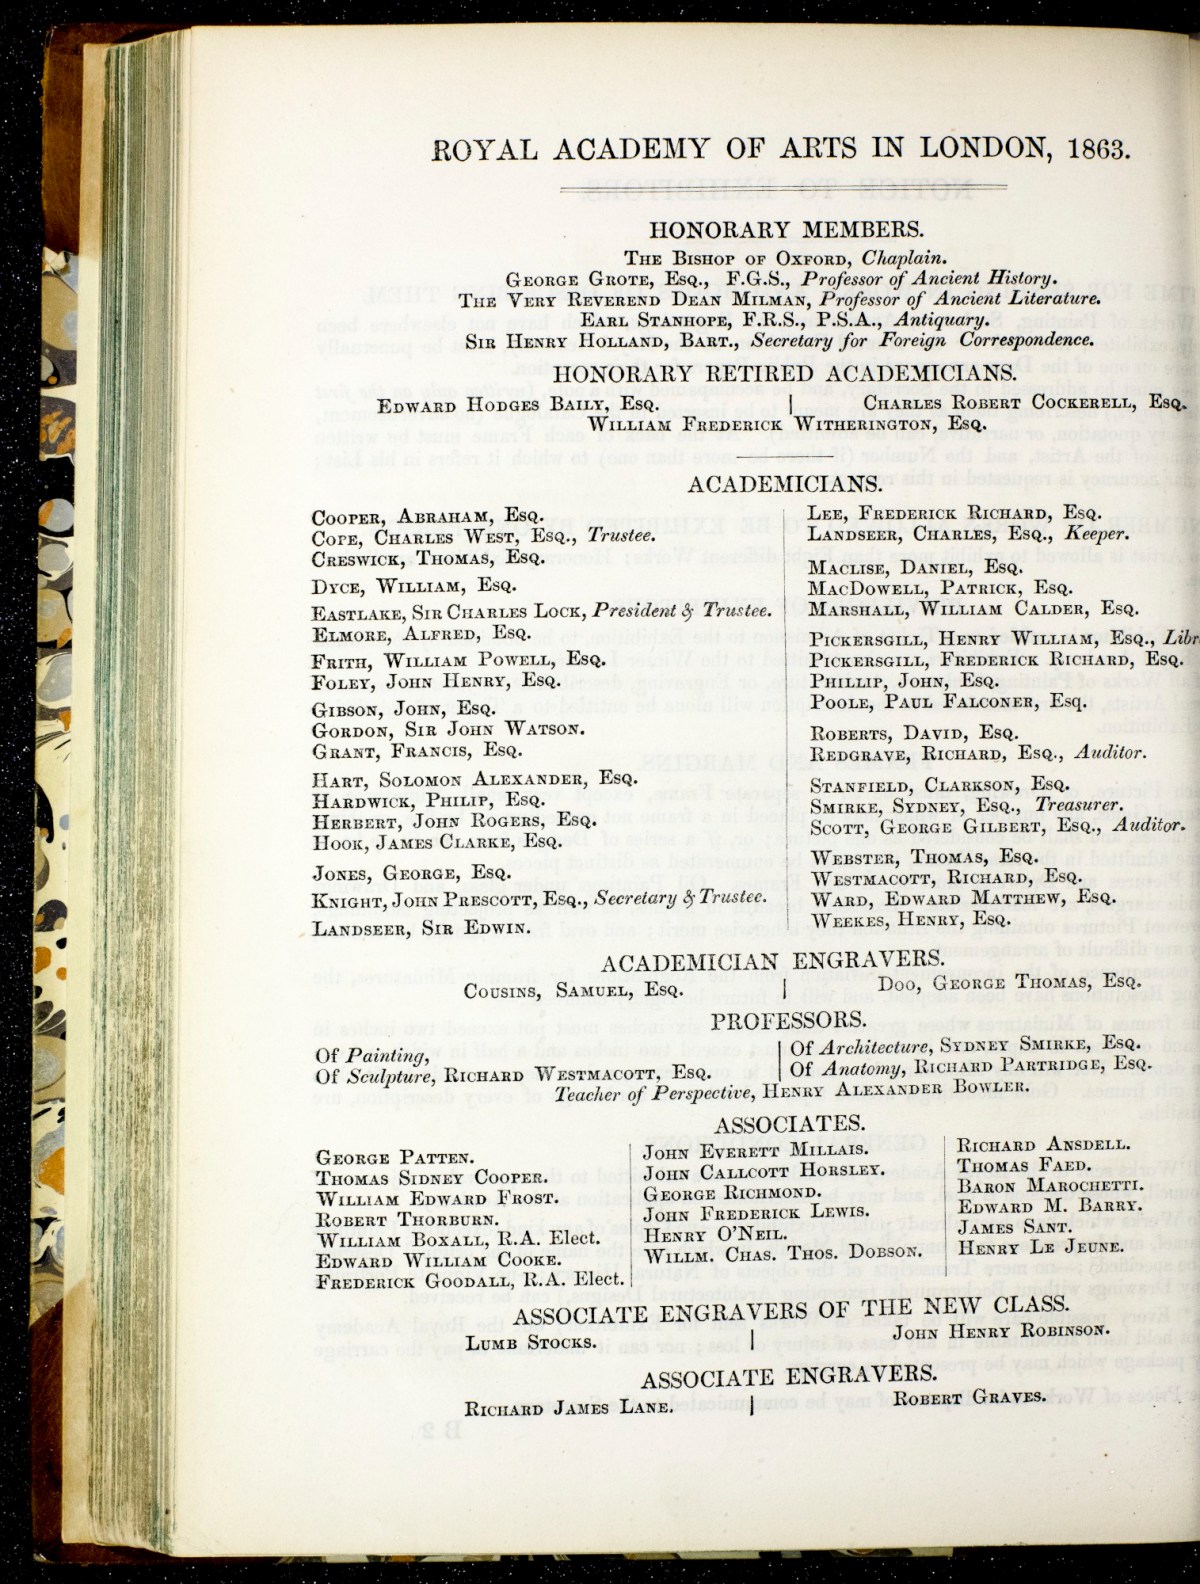 ROYAL ACADEMY OF ARTS IN LONDON, 1863.
HONORARY MEMBERS.
THE BISHOP OF OXFORD, Chaplain.
GEORGE GROTE, ESQ., F.G.S., Professor of Ancient History.
THE VERY REVEREND DEAN MILMAN, Professor of Ancient Literature.
EARL STANHOPE, F.R.S., P.S.A., Antiquary.
SIR HENRY HOLLAND, BART., Secretary for Foreign Correspondence.
HONORARY RETIRED ACADEMICIANS.
EDWARD HODGES BAILY, ESQ. | CHARLES ROBERT COCKERELL, ESQ.
WILLIAM FREDERICK WITHERINGTON, ESQ.
ACADEMICIANS.
COOPER, ABRAHAM, ESQ.
COPE, CHARLES WEST, ESQ., Trustee.
CRESWICK, THOMAS, ESQ.
DYCE, WILLIAM, ESQ.
EASTLAKE, SIR CHARLES LOCK, President & Trustee.
ELMORE, ALFRED, ESQ.
FRITH, WILLIAM POWELL, ESQ.
FOLEY, JOHN HENRY, ESQ.
GIBSON, JOHN, ESQ.
GORDON, SIR JOHN WATSON.
GRANT, FRANCIS, ESQ.
HART, SOLOMON ALEXANDER, ESQ.
HARDWICK, PHILIP, ESQ.
HERBERT, JOHN ROGERS, ESQ.
HOOK, JAMES CLARKE, ESQ.
JONES, GEORGE, ESQ.
KNIGHT, JOHN PRESCOTT, ESQ., Secretary & Trustee.
LANDSEER, SIR EDWIN.
LEE, FREDERICK RICHARD, ESQ.
LANDSEER, CHARLES, ESQ., Keeper.
MACLISE, DANIEL, ESQ.
MACDOWELL, PATRICK, ESQ.
MARSHALL, WILLIAM CALDER, ESQ.
PICKERSGILL, HENRY WILLIAM, ESQ., Libr
PICKERSGILL, FREDERICK RICHARD, ESQ.
PHILLIP, JOHN, ESQ.
POOLE, PAUL FALCONER, Esq.
ROBERTS, DAVID, ESQ.
REDGRAVE, RICHARD, ESQ., Auditor.
STANFIELD, CLARKSON, ESQ.
SMIRKE, SYDNEY, ESQ., Treasurer.
SCOTT, GEORGE GILBERT, ESQ., Auditor.
WEBSTER, THOMAS, ESQ.
WESTMACOTT, RICHARD, ESQ.
WARD, EDWARD MATTHEW, ESQ.
WEEKES, HENRY, ESQ.
ACADEMICIAN ENGRAVERS.
COUSINS, SAMUEL, ESQ. | DOO, GEORGE THOMAS, ESQ.
PROFESSORS.
Of Painting,
Of Sculpture, RICHARD WESTMACOTT, ESQ.
Of Architecture, SYDNEY SMIRKE, ESQ.
Of Anatomy, RICHARD PARTRIDGE, ESQ.
Teacher of Perspective, HENRY ALEXANDER BOWLER.
ASSOCIATES.
GEORGE PATTEN.
THOMAS SIDNEY COOPER.
WILLIAM EDWARD FROST.
ROBERT THORBURN.
WILLIAM BOXALL, R.A. Elect.
EDWARD WILLIAM COOKE.
FREDERICK GOODALL, R.A. Elect.
JOHN EVERETT MILLAIS.
JOHN CALLCOTT HORSLEY.
GEORGE RICHMOND.
JOHN FREDERICK LEWIS.
HENRY O'NEIL.
WILLM. CHAS. THOS. DOBSON.
RICHARD ANSDELL.
THOMAS FAED.
BARON MAROCHETTI.
EDWARD M. BARRY.
JAMES SANT.
HENRY LE JEUNE.
ASSOCIATE ENGRAVERS OF THE NEW CLASS.
LUMB STOCKS. | JOHN HENRY ROBINSON.
ASSOCIATE ENGRAVERS.
RICHARD JAMES LANE. | ROBERT GRAVES.